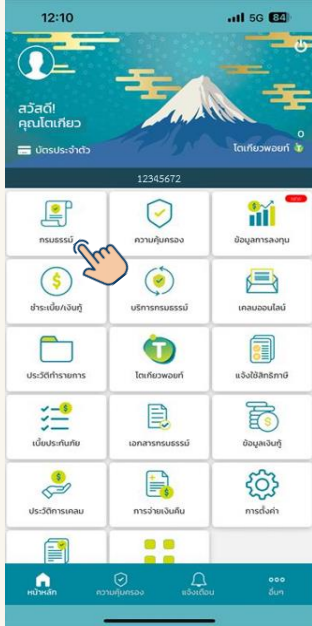 12:10
5G 84
สวัสดี!
คุณโตเกียว
0
บัตรประจำตัว
โตเกียวพอยท์
12345672
NEW
กรมธรรม์
ความคุ้มครอง
ข้อมูลการลงทุน
ชำระเบี้ย/เงินกู้
บริการกรมธรรม์
เคลมออนไลน์
ประวัติทำรายการ
โตเกียวพอยท์
แจ้งใช้สิทธิภาษี
เบี้ยประกันภัย
เอกสารกรมธรรม์
ข้อมูลเงินกู้
ประวัติการเคลม
การจ่ายเงินคืน
การตั้งค่า
หน้าหลัก
ความคุ้มครอง
แจ้งเตือน
อื่นๆ